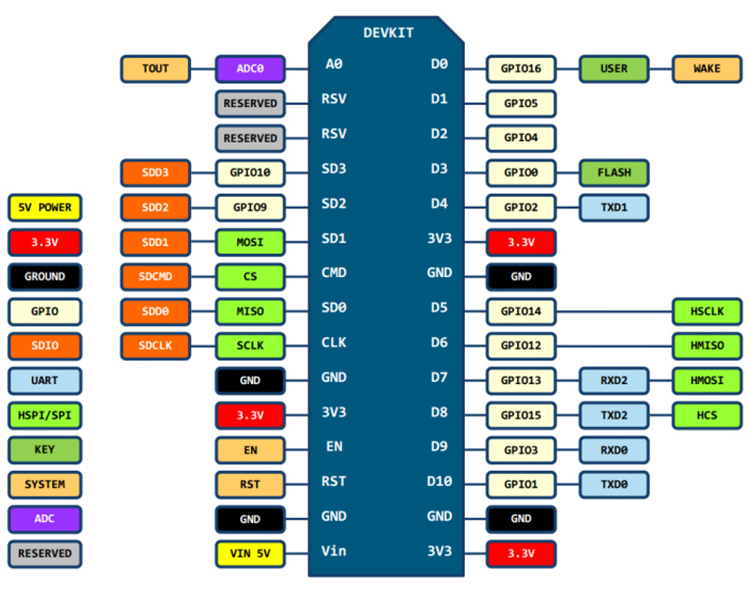 DEVKIT
TOUT ADC0 A0 D0 GPIO16 USER WAKE
RESERVED RSV D1 GPIO5
RESERVED RSV D2 GPIO4
SDD3 GPIO10 SD3 D3 GPIO0 FLASH
5V POWER SDD2 GPIO9 SD2 D4 GPIO2 TXD1
3.3V SDD1 MOSI SD1 3V3 3.3V
GROUND SDCMD CS CMD GND GND
GPIO SDD0 MISO SD0 D5 GPIO14 HSCLK
SDIO SDCLK SCLK CLK D6 GPIO12 HMISO
UART GND GND D7 GPIO13 RXD2 HMOSI
HSPI/SPI 3.3V 3V3 D8 GPIO15 TXD2 HCS
KEY EN EN D9 GPIO3 RXD0
SYSTEM RST RST D10 GPIO1 TXD0
ADC GND GND GND GND
RESERVED VIN 5V Vin 3V3 3.3V